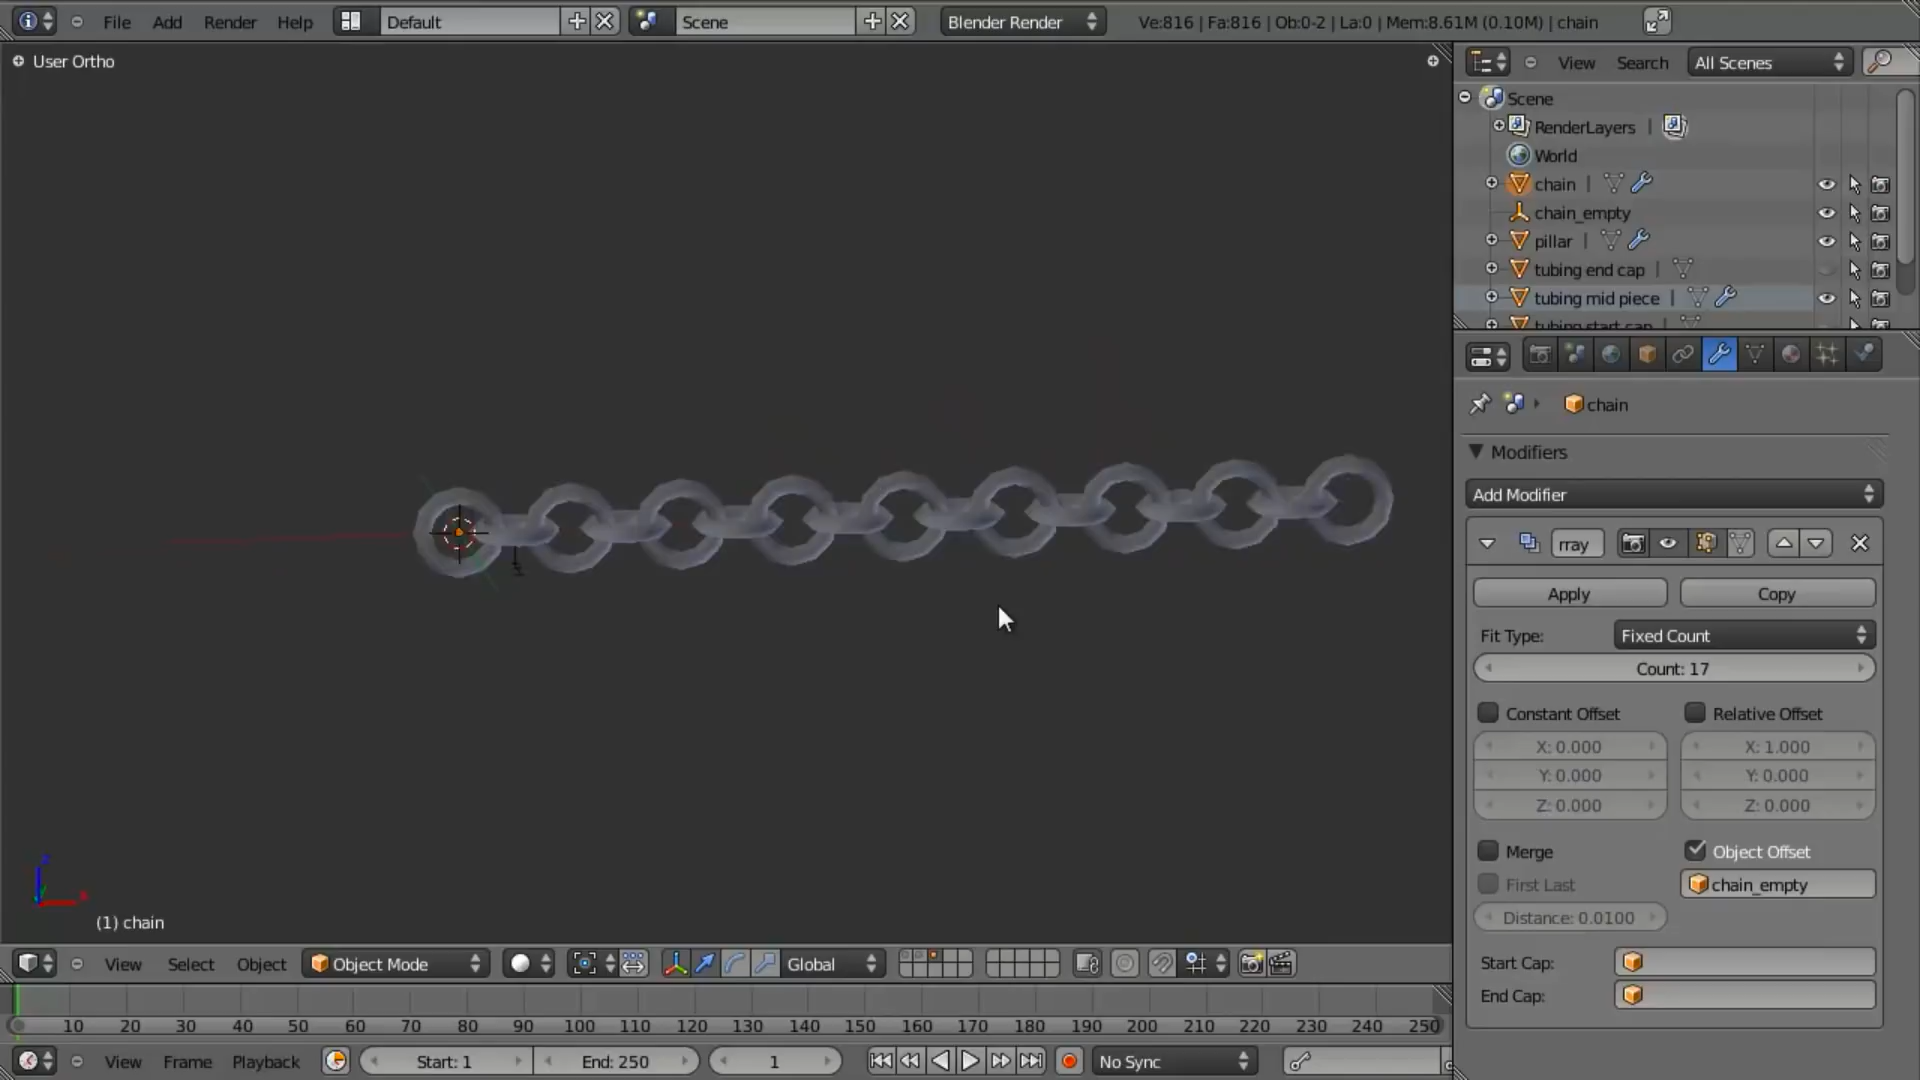 File Add Render Help Default Scene Blender Render Ve:816 | Fa:816 | Ob:0-2 | La:0 | Mem:8.61M (0.10M) | chain
User Ortho
View Search All Scenes
Scene
RenderLayers |
World
chain |
chain_empty
pillar |
tubing end cap |
tubing mid piece |
tubing start cap |
chain
Modifiers
Add Modifier
rray
Apply Copy
Fit Type: Fixed Count
Count: 17
Constant Offset Relative Offset
X: 0.000 X: 1.000
Y: 0.000 Y: 0.000
Z: 0.000 Z: 0.000
Merge Object Offset
First Last chain_empty
Distance: 0.0100
Start Cap:
End Cap:
(1) chain
View Select Object Object Mode Global
10 20 30 40 50 60 70 80 90 100 110 120 130 140 150 160 170 180 190 200 210 220 230 240 250
View Frame Playback Start: 1 End: 250 1 No Sync